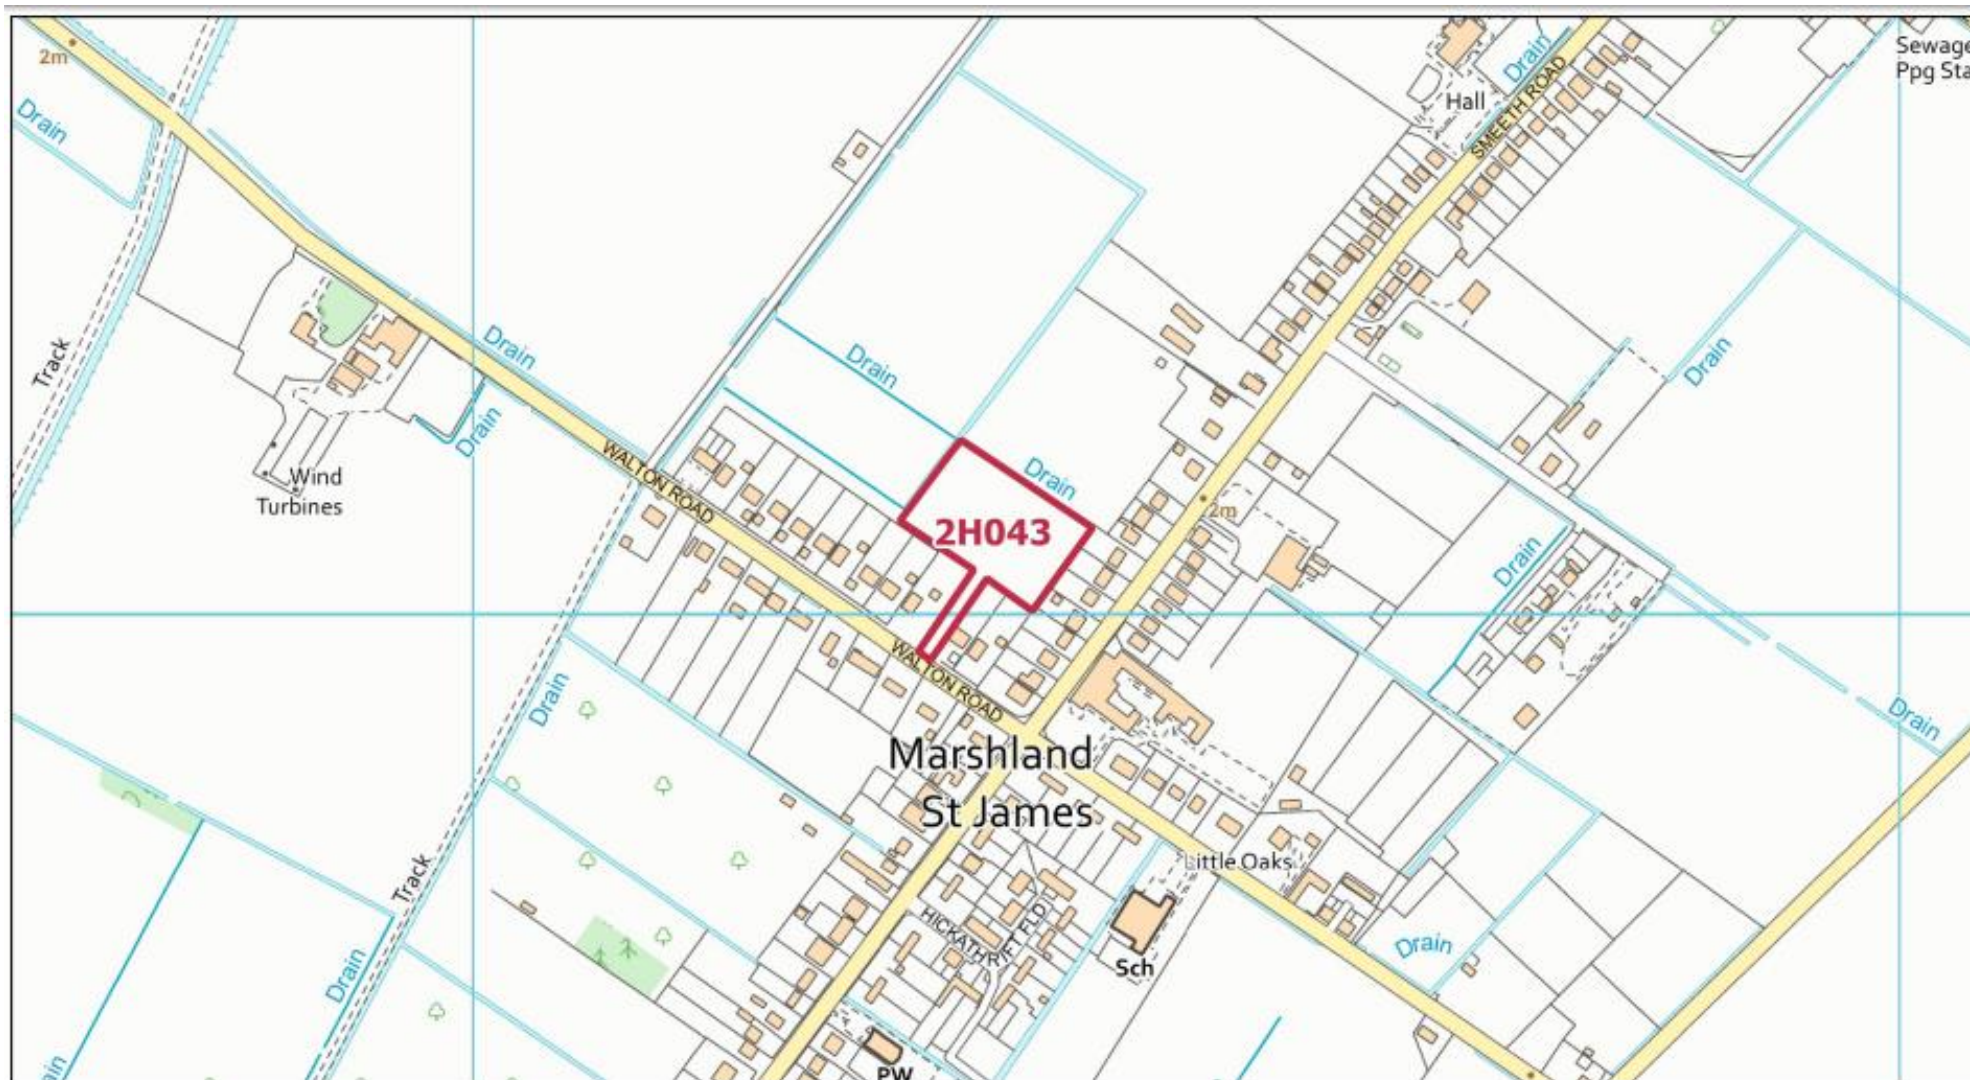 2m
Drain
Drain
Hall
SMEETH ROAD
Sewage
Ppg Sta
Track
Drain
Drain
Drain
Drain
WALTON ROAD
Drain
Wind
Turbines
2m
2H043
Drain
Drain
WALTON ROAD
Drain
Drain
Marshland
St James
Little Oaks
Track
HICKATHRIFT FLD
Drain
Drain
Sch
PW